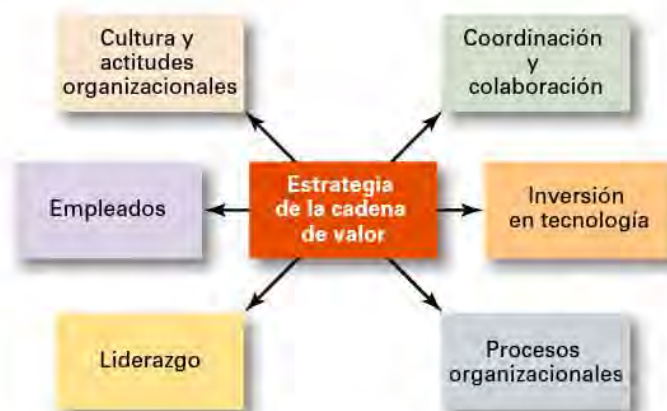 Cultura y
actitudes
organizacionales
Coordinación
y
colaboración
Empleados
Estrategia
de la cadena
de valor
Inversión
en tecnología
Liderazgo
Procesos
organizacionales